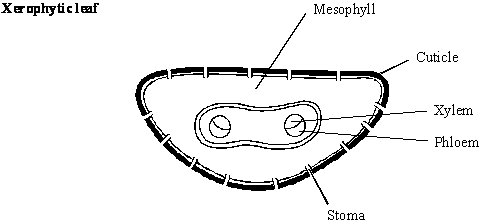 Xerophytic leaf
Mesophyll
Cuticle
Xylem
Phloem
Stoma